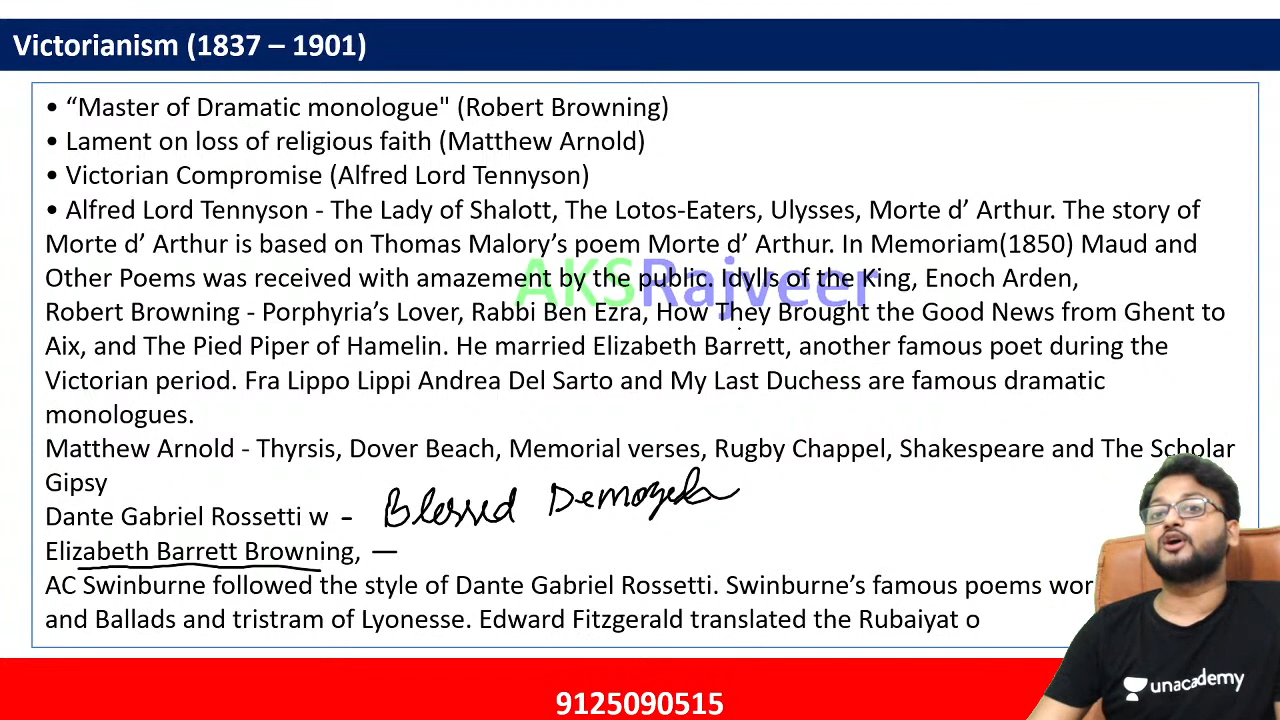 Victorianism (1837 – 1901)
• “Master of Dramatic monologue" (Robert Browning)
• Lament on loss of religious faith (Matthew Arnold)
• Victorian Compromise (Alfred Lord Tennyson)
• Alfred Lord Tennyson - The Lady of Shalott, The Lotos-Eaters, Ulysses, Morte d’ Arthur. The story of
Morte d’ Arthur is based on Thomas Malory’s poem Morte d’ Arthur. In Memoriam(1850) Maud and
Other Poems was received with amazement by the public. Idylls of the King, Enoch Arden,
AKSRajveer
Robert Browning - Porphyria’s Lover, Rabbi Ben Ezra, How They Brought the Good News from Ghent to
Aix, and The Pied Piper of Hamelin. He married Elizabeth Barrett, another famous poet during the
Victorian period. Fra Lippo Lippi Andrea Del Sarto and My Last Duchess are famous dramatic
monologues.
Matthew Arnold - Thyrsis, Dover Beach, Memorial verses, Rugby Chappel, Shakespeare and The Scholar
Gipsy
Dante Gabriel Rossetti w - Blessed
Elizabeth Barrett Browning, —
AC Swinburne followed the style of Dante Gabriel Rossetti. Swinburne’s famous poems
and Ballads and tristram of Lyonesse. Edward Fitzgerald translated the Rubaiyat o
unacademy
9125090515